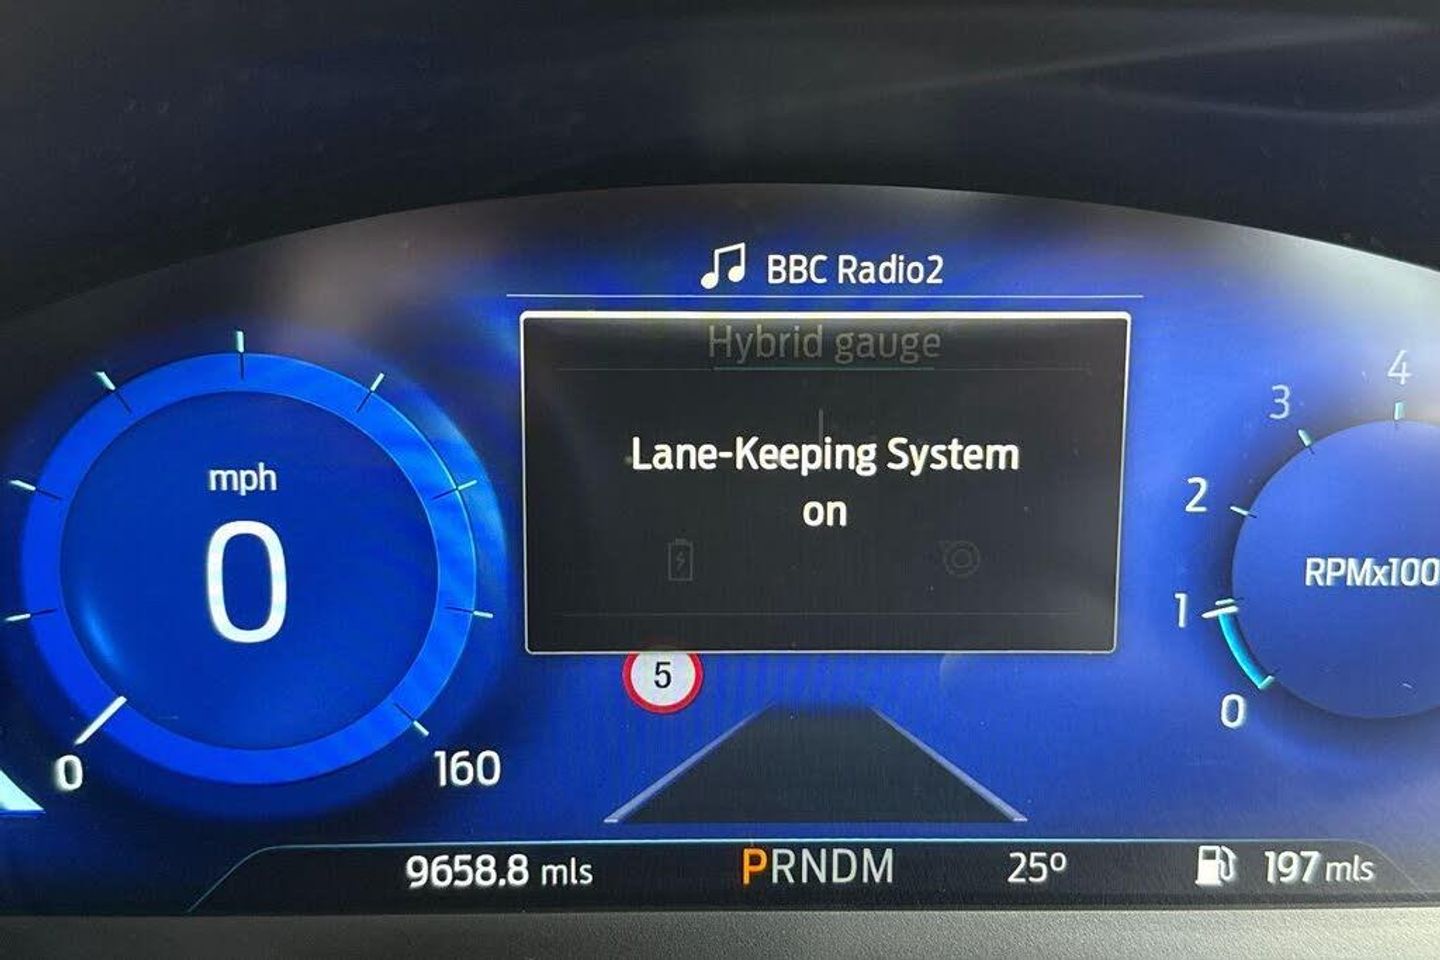 BBC Radio2
Hybrid gauge
Lane-Keeping System
on
mph
0
0
160
5
4
3
2
1
0
RPMx100
9658.8 mls
PRNDM
25º
197 mls